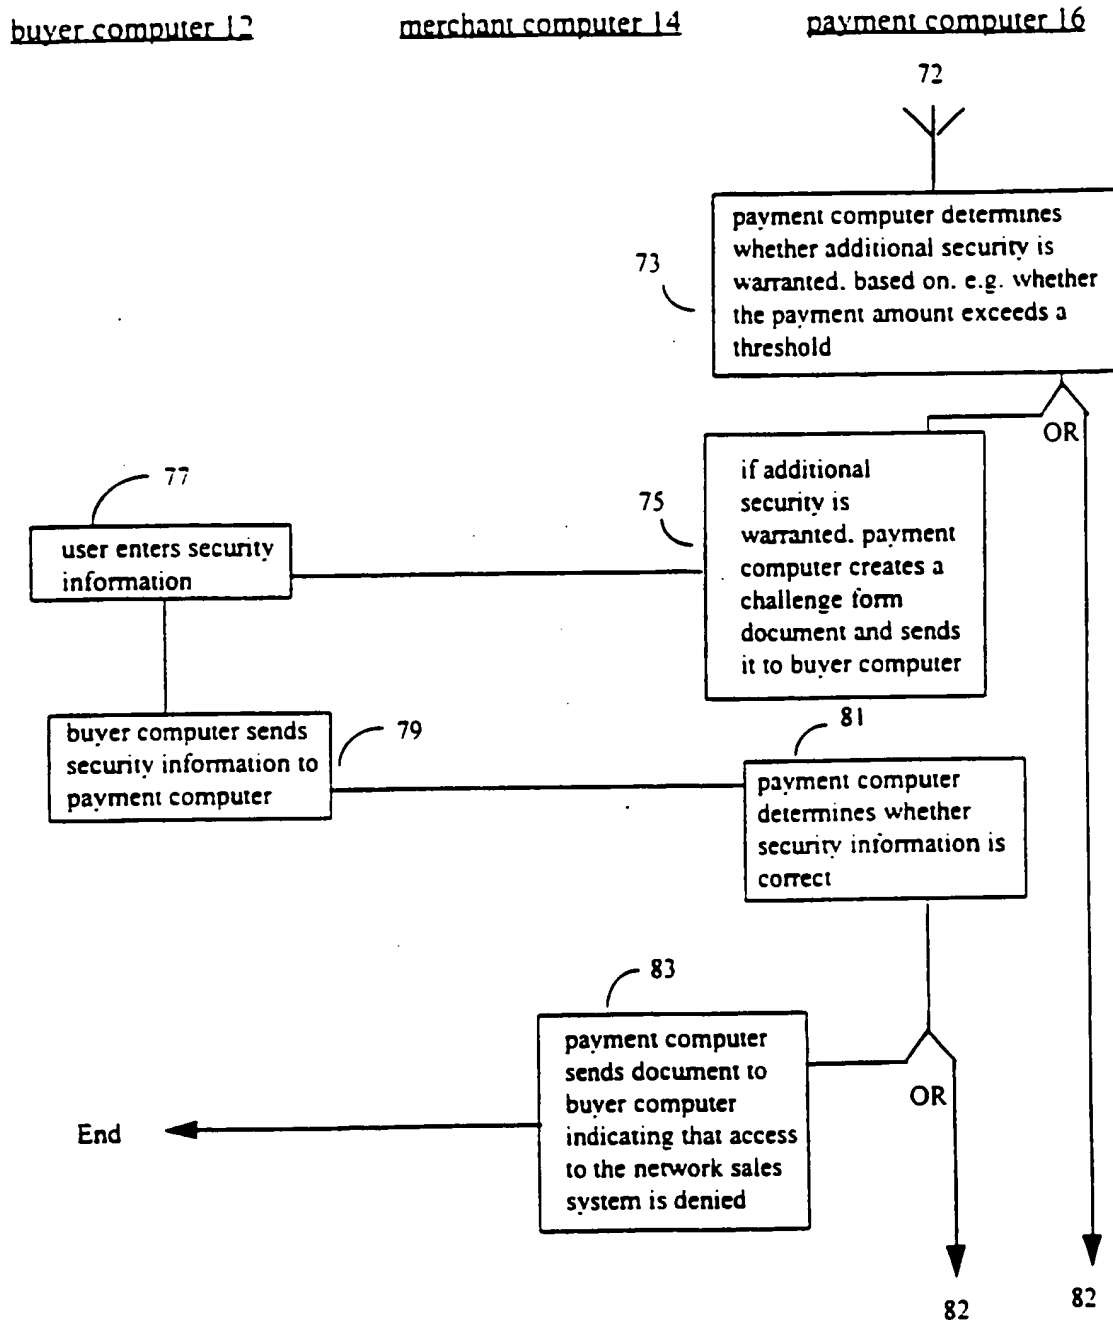 buyer computer 12
merchant computer 14
payment computer 16
72
payment computer determines
whether additional security is
warranted. based on. e.g. whether
the payment amount exceeds a
threshold
73
OR
if additional
security is
warranted. payment
computer creates a
challenge form
document and sends
it to buyer computer
75
77
user enters security
information
buyer computer sends
security information to
payment computer
79
81
payment computer
determines whether
security information is
correct
83
payment computer
sends document to
buyer computer
indicating that access
to the network sales
system is denied
OR
End
82
82